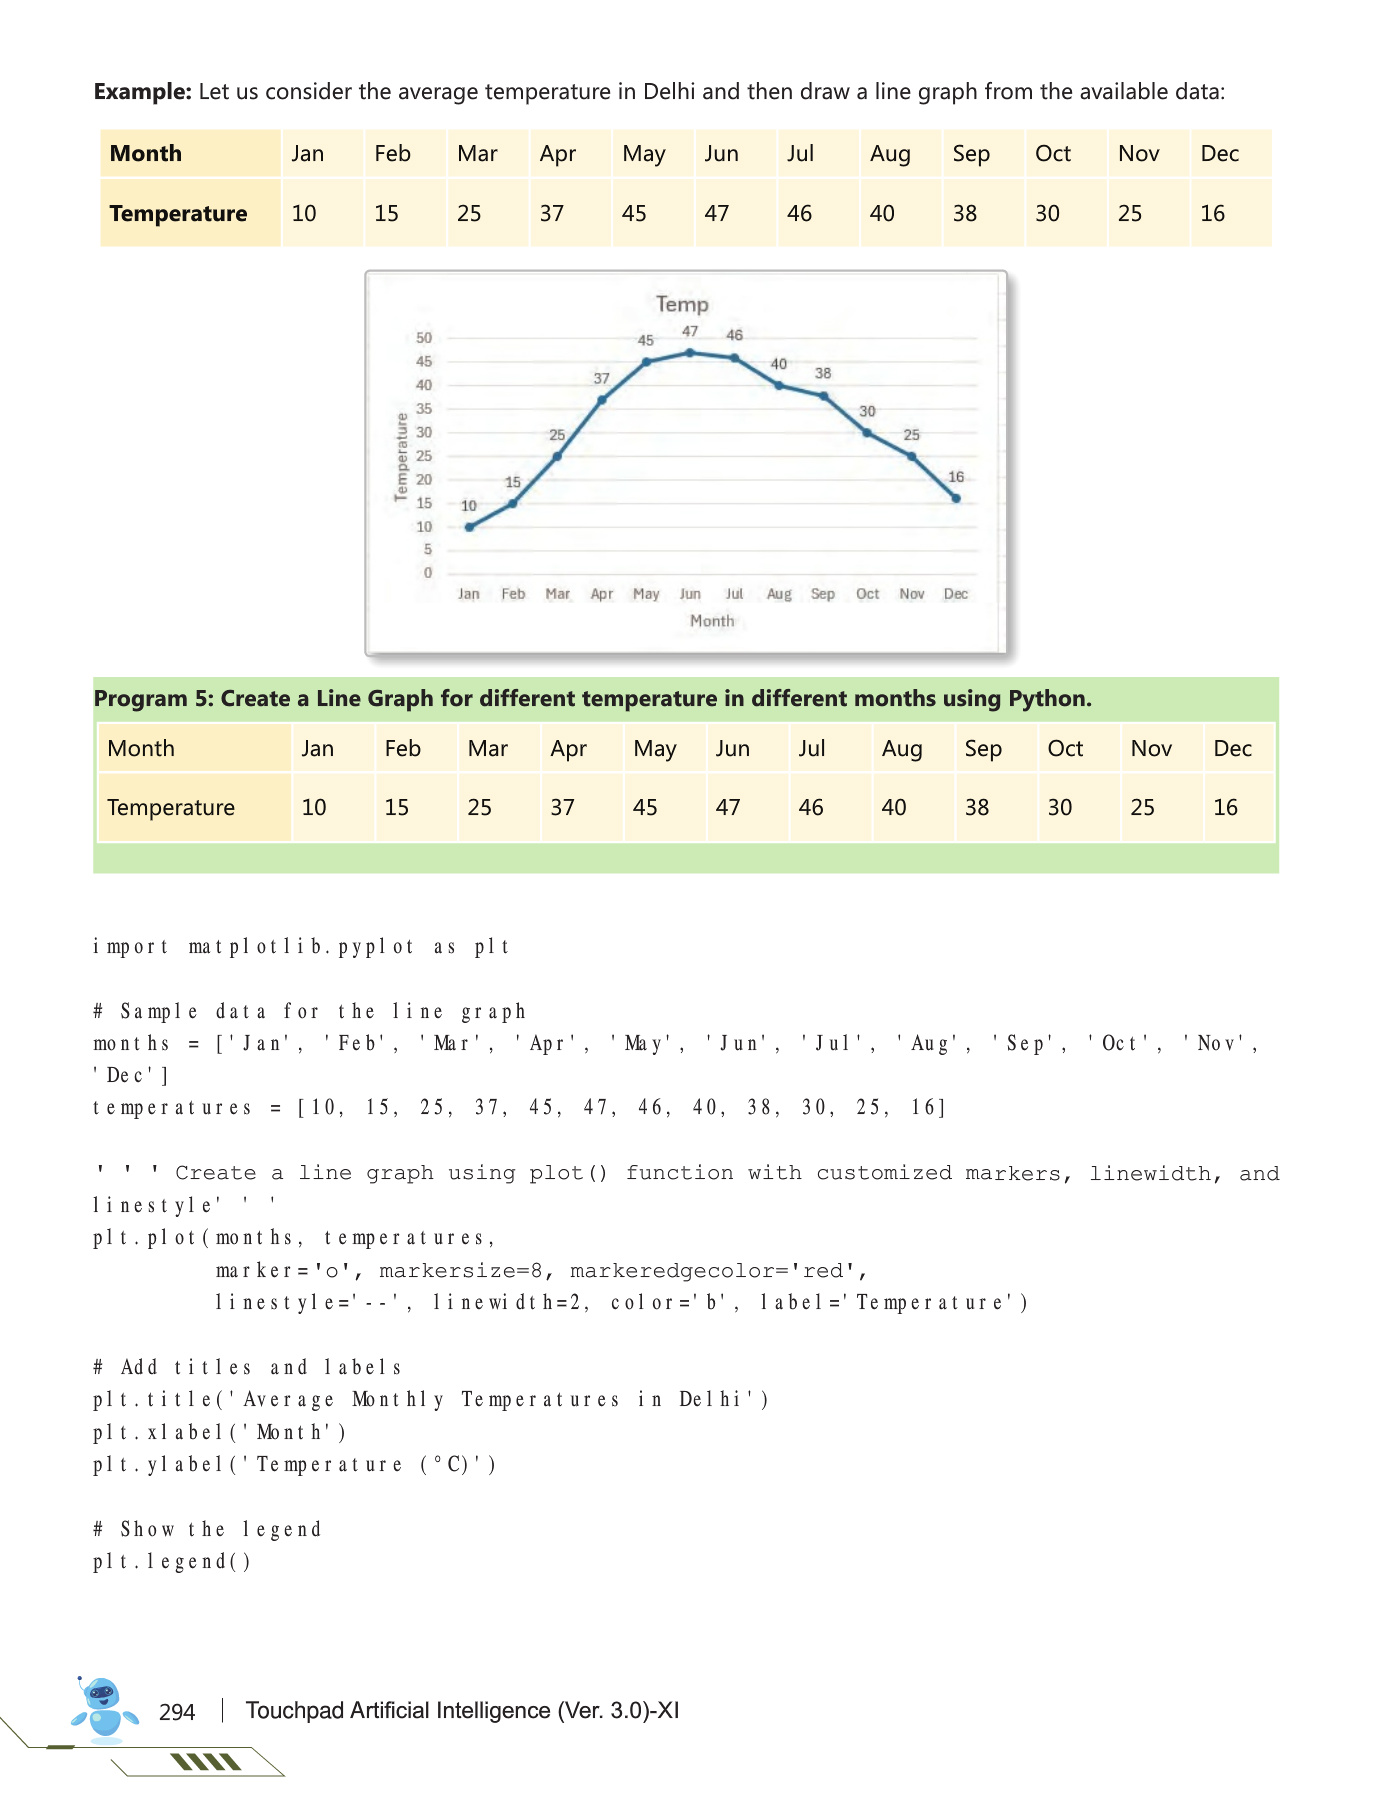 Example: Let us consider the average temperature in Delhi and then draw a line graph from the available data:
Month Jan Feb Mar Apr May Jun Jul Aug Sep Oct Nov Dec
Temperature 10 15 25 37 45 47 46 40 38 30 25 16
Temp
50
45
40
35
30
25
20
15
10
5
0
Temperature
10 15 25 37 45 47 46 40 38 30 25 16
Jan Feb Mar Apr May Jun Jul Aug Sep Oct Nov Dec
Month
Program 5: Create a Line Graph for different temperature in different months using Python.
Month Jan Feb Mar Apr May Jun Jul Aug Sep Oct Nov Dec
Temperature 10 15 25 37 45 47 46 40 38 30 25 16
import matplotlib.pyplot as plt
# Sample data for the line graph
months = ['Jan', 'Feb', 'Mar', 'Apr', 'May', 'Jun', 'Jul', 'Aug', 'Sep', 'Oct', 'Nov',
'Dec']
temperatures = [10, 15, 25, 37, 45, 47, 46, 40, 38, 30, 25, 16]
' ' ' Create a line graph using plot() function with customized markers, linewidth, and
linestyle' ' '
plt.plot(months, temperatures,
marker='o', markersize=8, markeredgecolor='red',
linestyle='--', linewidth=2, color='b', label='Temperature')
# Add titles and labels
plt.title('Average Monthly Temperatures in Delhi')
plt.xlabel('Month')
plt.ylabel('Temperature (°C)')
# Show the legend
plt.legend()
294 Touchpad Artificial Intelligence (Ver. 3.0)-XI